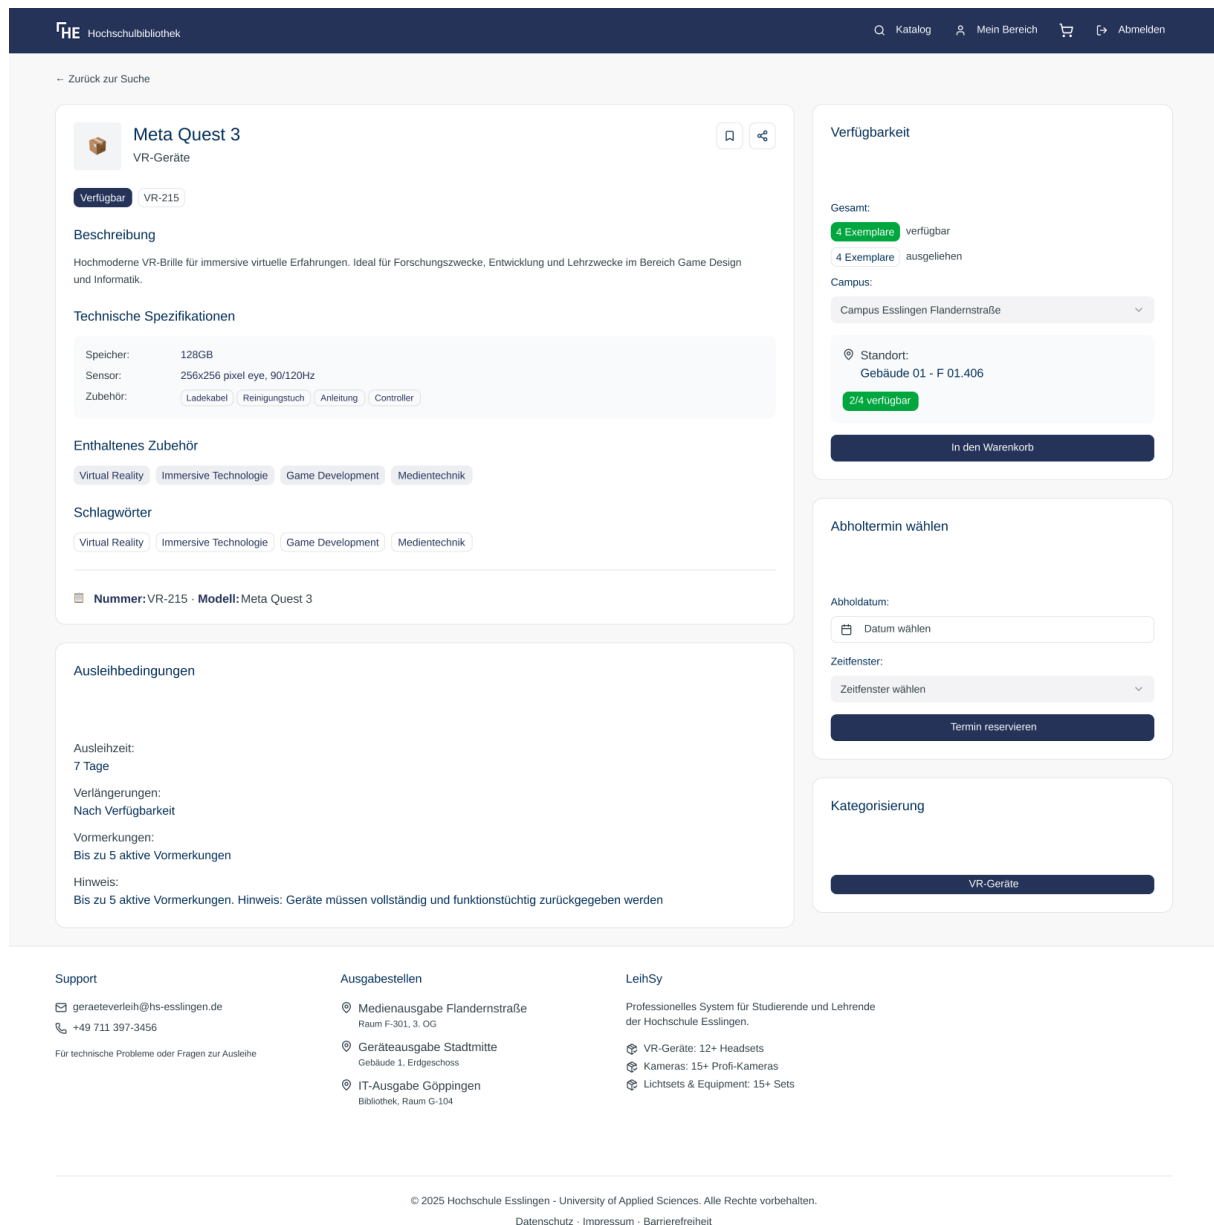 HE Hochschulbibliothek
Katalog
Mein Bereich
Abmelden
← Zurück zur Suche
Meta Quest 3
VR-Geräte
Verfügbar
VR-215
Beschreibung
Hochmoderne VR-Brille für immersive virtuelle Erfahrungen. Ideal für Forschungszwecke, Entwicklung und Lehrzwecke im Bereich Game Design
und Informatik.
Technische Spezifikationen
Speicher: 128GB
Sensor: 256x256 pixel eye, 90/120Hz
Zubehör: Ladekabel Reinigungstuch Anleitung Controller
Enthaltenes Zubehör
Virtual Reality Immersive Technologie Game Development Medientechnik
Schlagwörter
Virtual Reality Immersive Technologie Game Development Medientechnik
Nummer: VR-215 · Modell: Meta Quest 3
Ausleihbedingungen
Ausleihzeit:
7 Tage
Verlängerungen:
Nach Verfügbarkeit
Vormerkungen:
Bis zu 5 aktive Vormerkungen
Hinweis:
Bis zu 5 aktive Vormerkungen. Hinweis: Geräte müssen vollständig und funktionstüchtig zurückgegeben werden
Verfügbarkeit
Gesamt:
4 Exemplare verfügbar
4 Exemplare ausgeliehen
Campus:
Campus Esslingen Flandernstraße
Standort:
Gebäude 01 - F 01.406
2/4 verfügbar
In den Warenkorb
Abholtermin wählen
Abholdatum:
Datum wählen
Zeitfenster:
Zeitfenster wählen
Termin reservieren
Kategorisierung
VR-Geräte
Support
geraeteverleih@hs-esslingen.de
+49 711 397-3456
Für technische Probleme oder Fragen zur Ausleihe
Ausgabestellen
Medienausgabe Flandernstraße
Raum F-301, 3. OG
Geräteausgabe Stadtmitte
Gebäude 1, Erdgeschoss
IT-Ausgabe Göppingen
Bibliothek, Raum G-104
LeihSy
Professionelles System für Studierende und Lehrende
der Hochschule Esslingen.
VR-Geräte: 12+ Headsets
Kameras: 15+ Profi-Kameras
Lichtsets & Equipment: 15+ Sets
© 2025 Hochschule Esslingen - University of Applied Sciences. Alle Rechte vorbehalten.
Datenschutz · Impressum · Barrierefreiheit